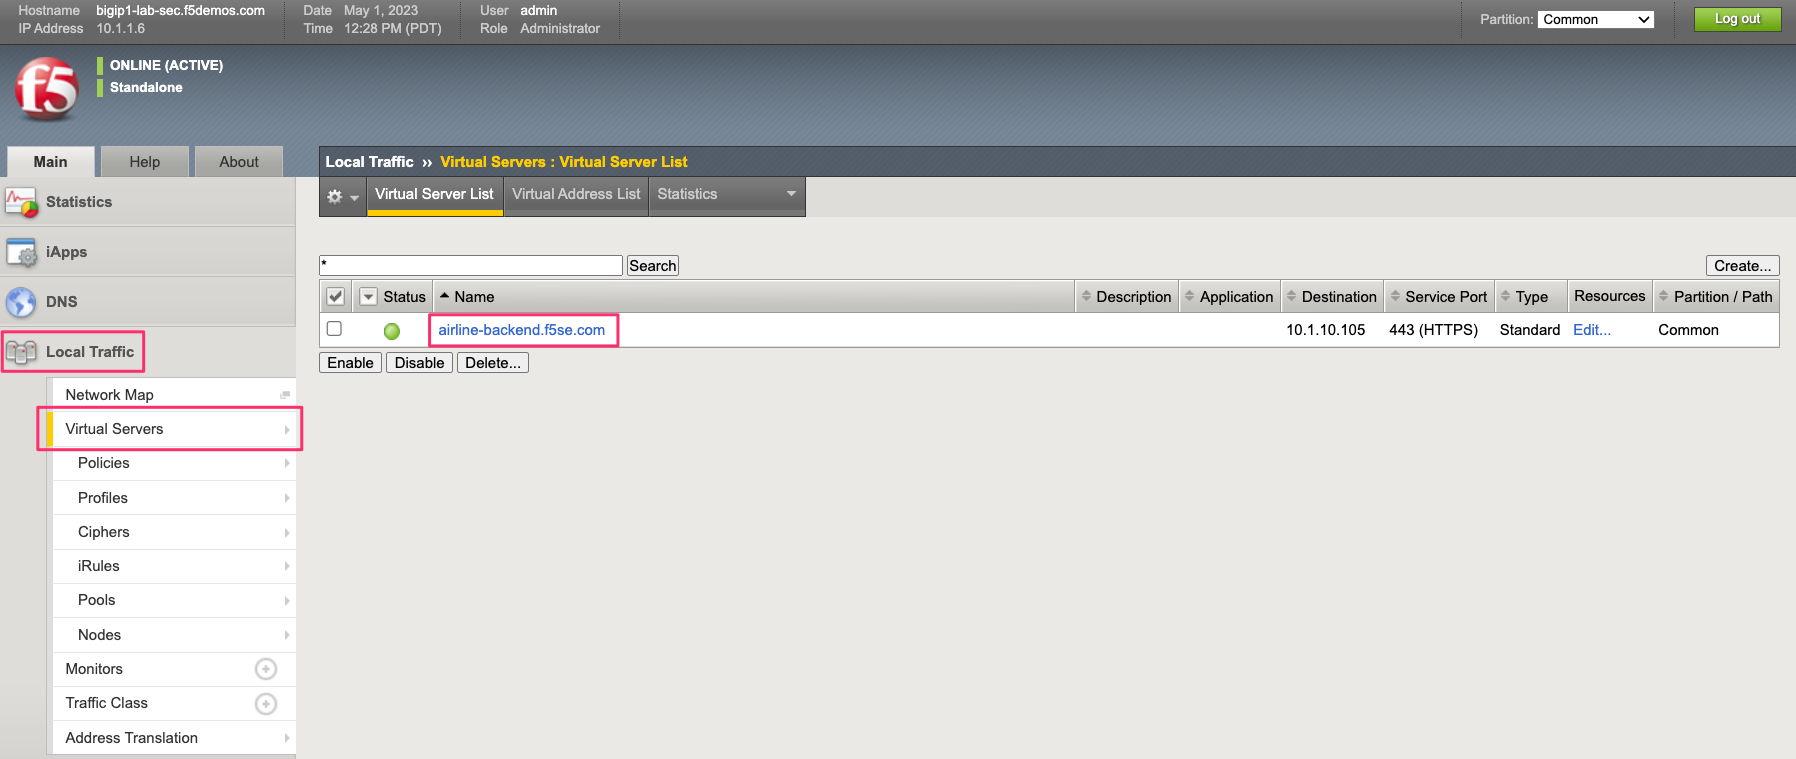 Hostname bigip1-lab-sec.f5demos.com Date May 1, 2023 User admin
IP Address 10.1.1.6 Time 12:28 PM (PDT) Role Administrator
Partition: Common Log out
f5
ONLINE (ACTIVE)
Standalone
Main Help About
Local Traffic ›› Virtual Servers : Virtual Server List
Virtual Server List Virtual Address List Statistics
Statistics
iApps
DNS
Local Traffic
Network Map
Virtual Servers
Policies
Profiles
Ciphers
iRules
Pools
Nodes
Monitors
Traffic Class
Address Translation
* Search Create...
Status Name Description Application Destination Service Port Type Resources Partition / Path
airline-backend.f5se.com 10.1.10.105 443 (HTTPS) Standard Edit... Common
Enable Disable Delete...